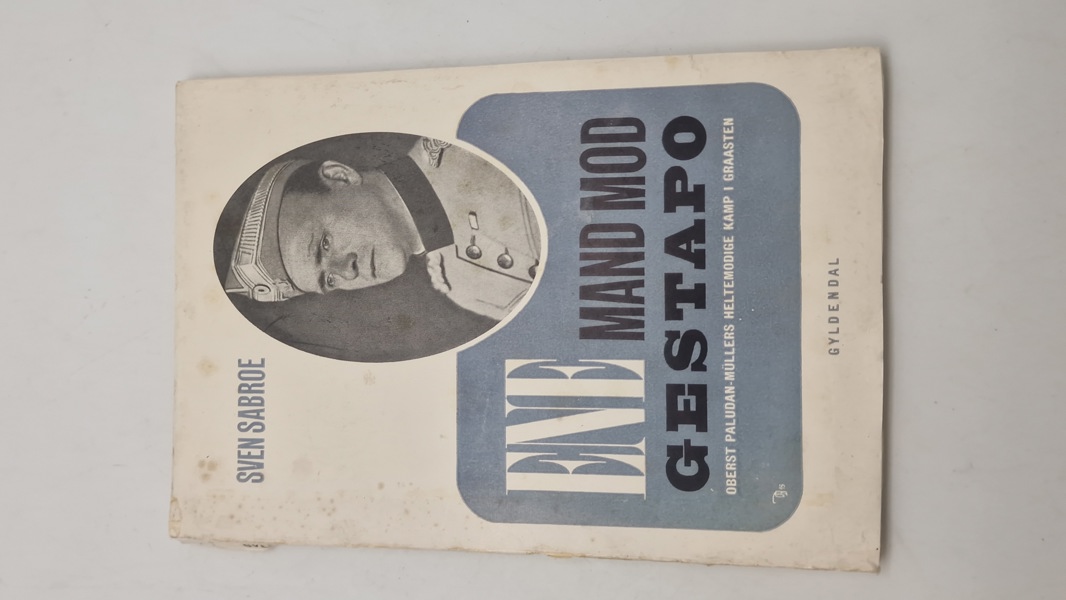 SVEN SABROE
ENE MAND MOD
GESTAPO
OBERST PALUDAN-MÜLLERS HELTEMODIGE KAMP I GRAASTEN
GYLDENDAL